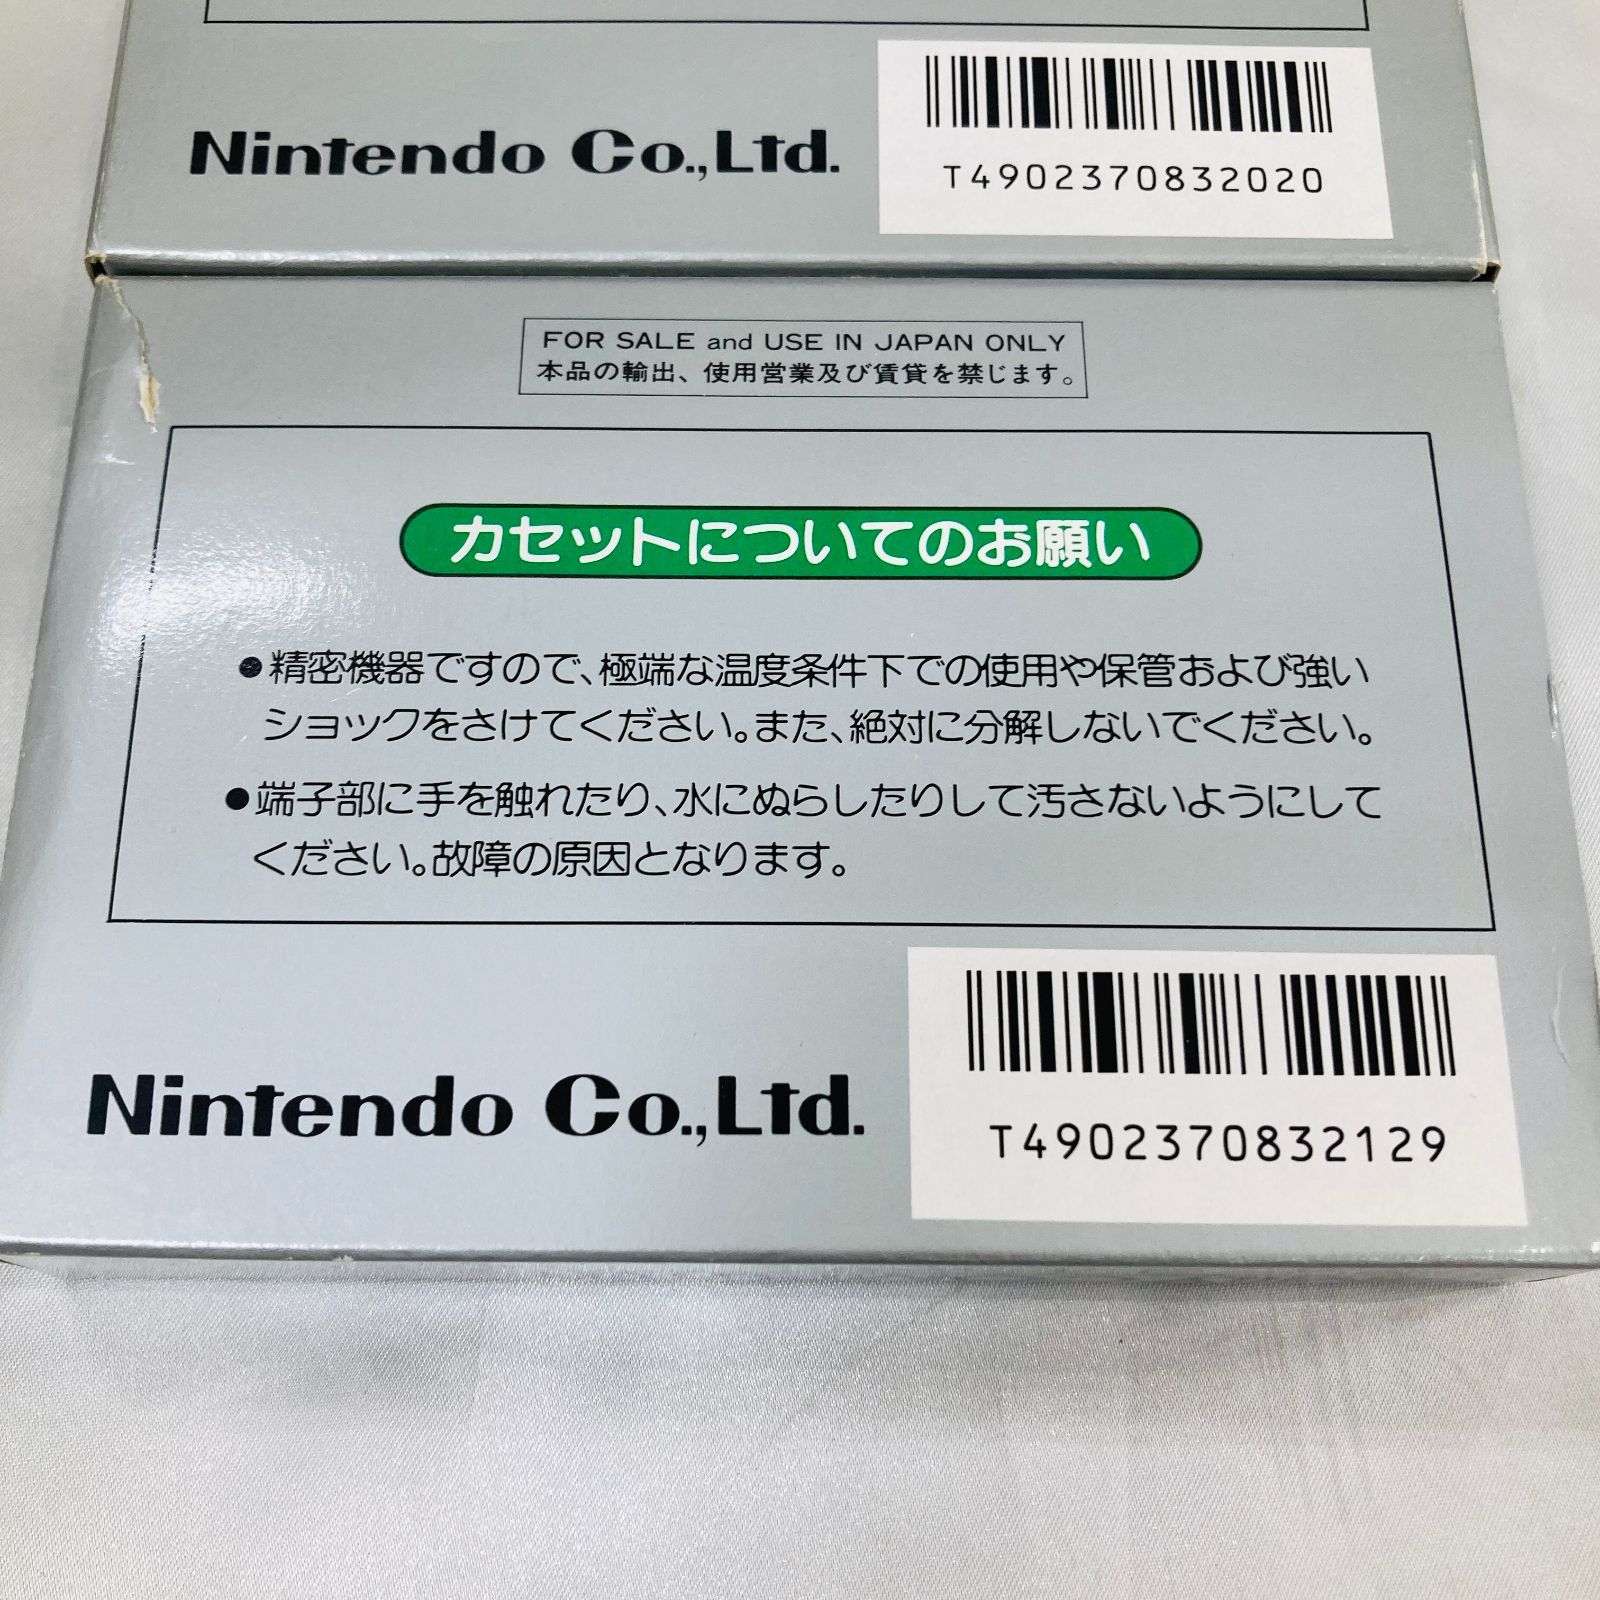 Nintendo Co.,Ltd.
T4902370832020
FOR SALE and USE IN JAPAN ONLY
本品の輸出、使用営業及び賃貸を禁じます。
カセットについてのお願い
●精密機器ですので、極端な温度条件下での使用や保管および強い
ショックをさけてください。また、絶対に分解しないでください。
●端子部に手を触れたり、水にぬらしたりして汚さないようにして
ください。故障の原因となります。
Nintendo Co.,Ltd.
T4902370832129